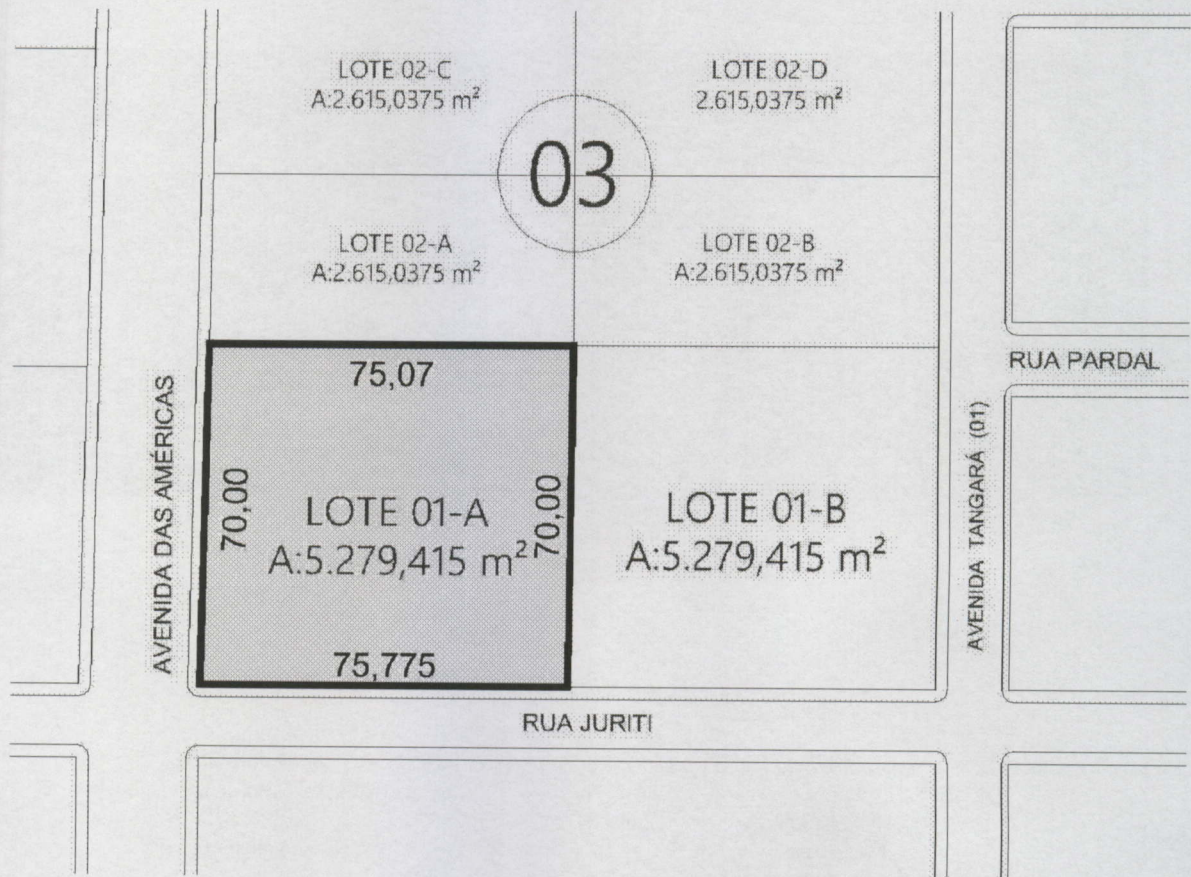 LOTE 02-C
A:2.615,0375 m²
LOTE 02-D
2.615,0375 m²
03
LOTE 02-A
A:2.615,0375 m²
LOTE 02-B
A:2.615,0375 m²
RUA PARDAL
75,07
AVENIDA DAS AMÉRICAS
70,00
LOTE 01-A
A:5.279,415 m²
70,00
75,775
LOTE 01-B
A:5.279,415 m²
AVENIDA TANGARÁ (01)
RUA JURITI